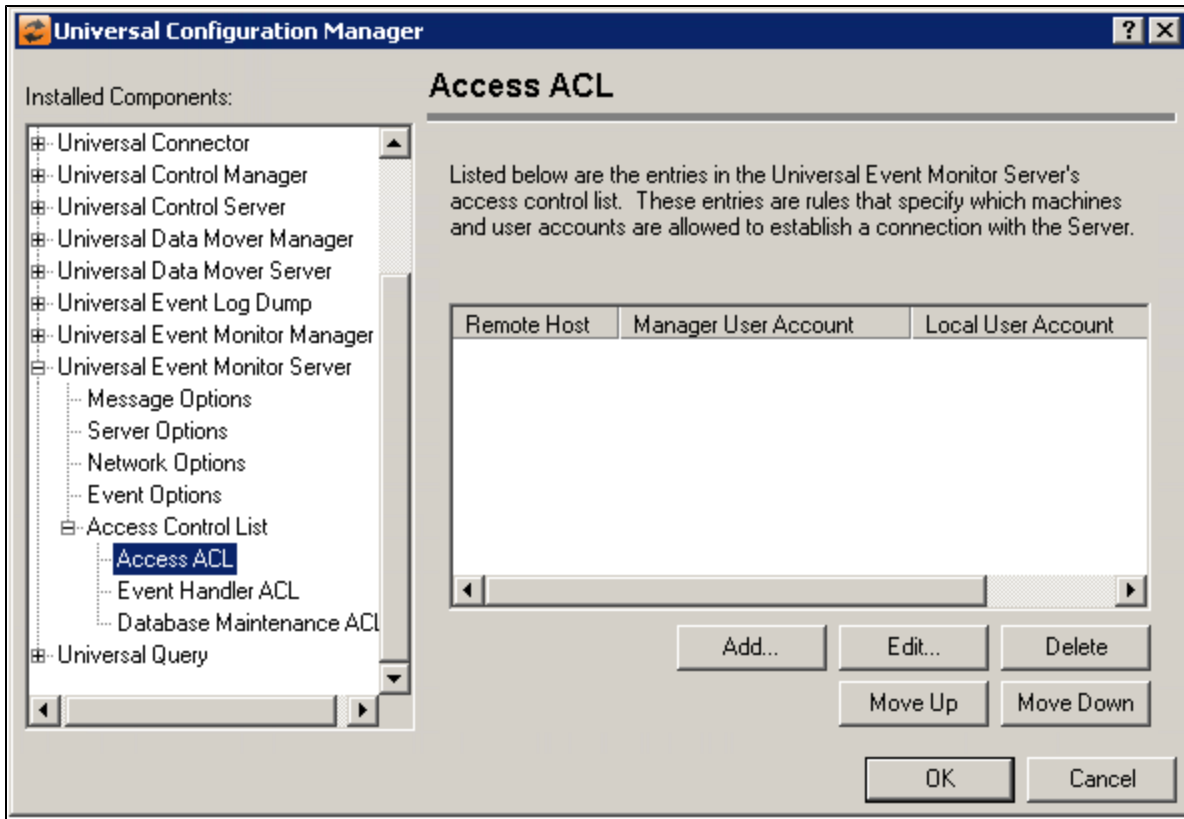 Universal Configuration Manager
Installed Components:
Universal Connector
Universal Control Manager
Universal Control Server
Universal Data Mover Manager
Universal Data Mover Server
Universal Event Log Dump
Universal Event Monitor Manager
Universal Event Monitor Server
Message Options
Server Options
Network Options
Event Options
Access Control List
Access ACL
Event Handler ACL
Database Maintenance ACL
Universal Query
Access ACL
Listed below are the entries in the Universal Event Monitor Server's
access control list. These entries are rules that specify which machines
and user accounts are allowed to establish a connection with the Server.
Remote Host Manager User Account Local User Account
Add... Edit... Delete
Move Up Move Down
OK Cancel